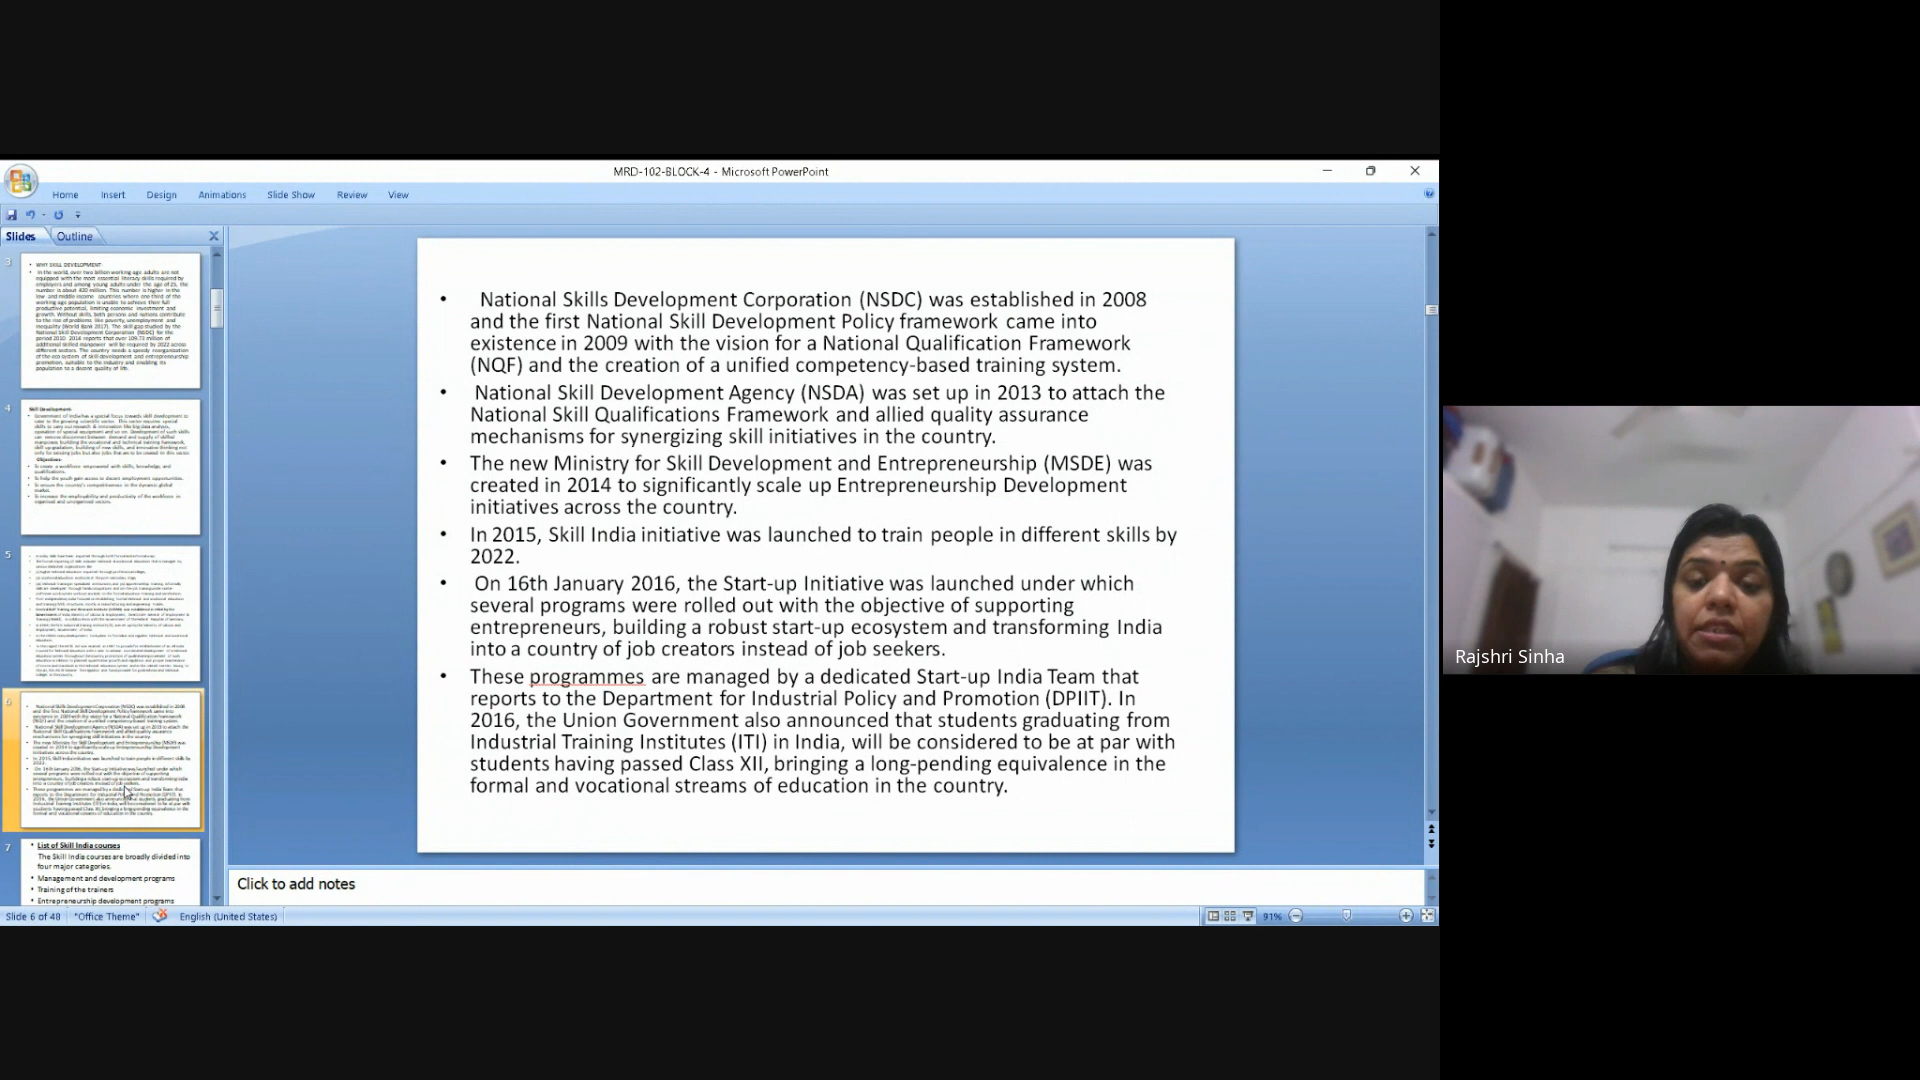 MRD-102-BLOCK-4 - Microsoft PowerPoint
Home Insert Design Animations Slide Show Review View
Slides Outline
3
WHY SKILL DEVELOPMENT
4
Skill Development
5
6
7
• List of Skill India courses
The Skill India courses are broadly divided into
four major categories.
• Management and development programs
• Training of the trainers
• Entrepreneurship development programs
• National Skills Development Corporation (NSDC) was established in 2008
and the first National Skill Development Policy framework came into
existence in 2009 with the vision for a National Qualification Framework
(NQF) and the creation of a unified competency-based training system.
• National Skill Development Agency (NSDA) was set up in 2013 to attach the
National Skill Qualifications Framework and allied quality assurance
mechanisms for synergizing skill initiatives in the country.
• The new Ministry for Skill Development and Entrepreneurship (MSDE) was
created in 2014 to significantly scale up Entrepreneurship Development
initiatives across the country.
• In 2015, Skill India initiative was launched to train people in different skills by
2022.
• On 16th January 2016, the Start-up Initiative was launched under which
several programs were rolled out with the objective of supporting
entrepreneurs, building a robust start-up ecosystem and transforming India
into a country of job creators instead of job seekers.
• These programmes are managed by a dedicated Start-up India Team that
reports to the Department for Industrial Policy and Promotion (DPIIT). In
2016, the Union Government also announced that students graduating from
Industrial Training Institutes (ITI) in India, will be considered to be at par with
students having passed Class XII, bringing a long-pending equivalence in the
formal and vocational streams of education in the country.
Click to add notes
Slide 6 of 48 "Office Theme" English (United States) 91%
Rajshri Sinha